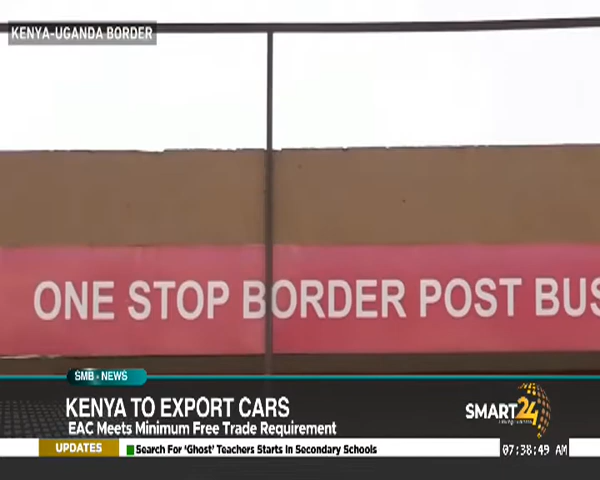 KENYA-UGANDA BORDER
ONE STOP BORDER POST BUS
SMB - NEWS
KENYA TO EXPORT CARS
EAC Meets Minimum Free Trade Requirement
SMART24
UPDATES
Search For 'Ghost' Teachers Starts In Secondary Schools
07:38:49 AM